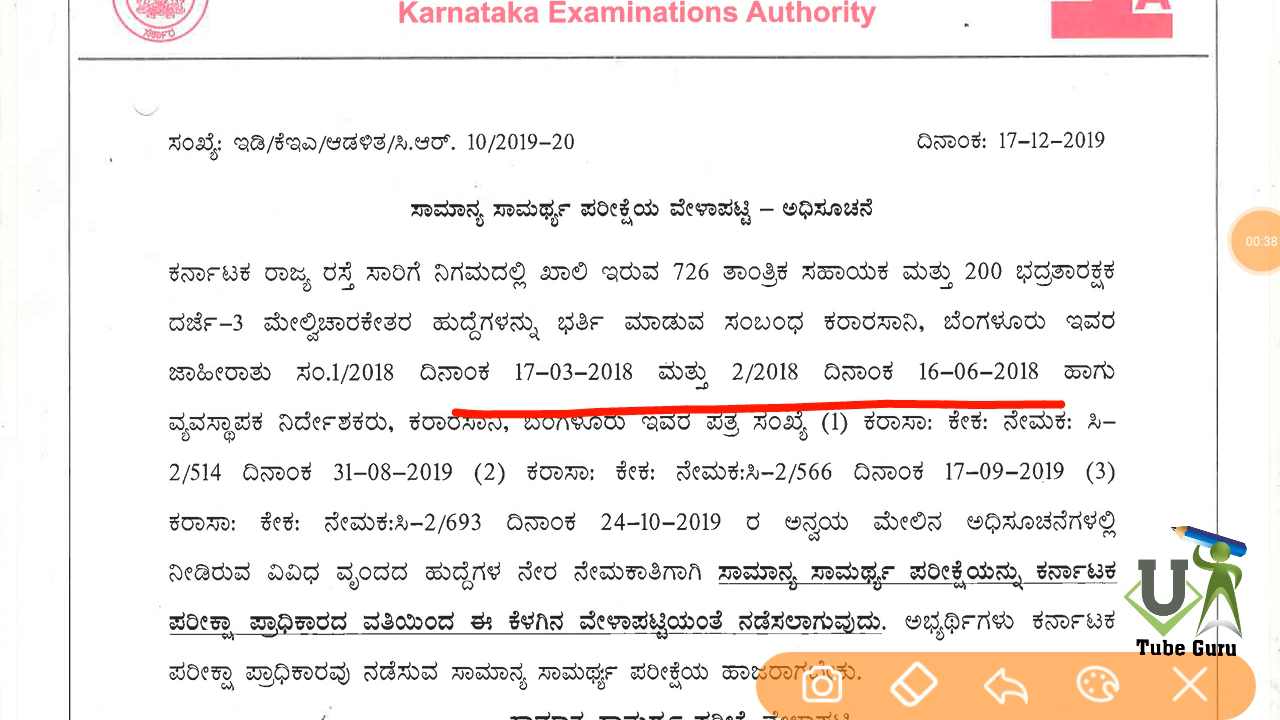 Karnataka Examinations Authority
ಸರ್ಕಾರ
A
ಸಂಖ್ಯೆ: ಇಡಿ/ಕೆಇಎ/ಆಡಳಿತ/ಸಿ.ಆರ್. 10/2019-20 ದಿನಾಂಕ: 17-12-2019
ಸಾಮಾನ್ಯ ಸಾಮರ್ಥ್ಯ ಪರೀಕ್ಷೆಯ ವೇಳಾಪಟ್ಟಿ – ಅಧಿಸೂಚನೆ
ಕರ್ನಾಟಕ ರಾಜ್ಯ ರಸ್ತೆ ಸಾರಿಗೆ ನಿಗಮದಲ್ಲಿ ಖಾಲಿ ಇರುವ 726 ತಾಂತ್ರಿಕ ಸಹಾಯಕ ಮತ್ತು 200 ಭದ್ರತಾರಕ್ಷಕ
ದರ್ಜೆ-3 ಮೇಲ್ವಿಚಾರಕೇತರ ಹುದ್ದೆಗಳನ್ನು ಭರ್ತಿ ಮಾಡುವ ಸಂಬಂಧ ಕರಾರಸಾನಿ, ಬೆಂಗಳೂರು ಇವರ
ಜಾಹೀರಾತು ಸಂ.1/2018 ದಿನಾಂಕ 17-03-2018 ಮತ್ತು 2/2018 ದಿನಾಂಕ 16-06-2018 ಹಾಗು
ವ್ಯವಸ್ಥಾಪಕ ನಿರ್ದೇಶಕರು, ಕರಾರಸಾನಿ, ಬೆಂಗಳೂರು ಇವರ ಪತ್ರ ಸಂಖ್ಯೆ (1) ಕರಾಸಾ: ಕೇಕ: ನೇಮಕ: ಸಿ-
2/514 ದಿನಾಂಕ 31-08-2019 (2) ಕರಾಸಾ: ಕೇಕ: ನೇಮಕ:ಸಿ-2/566 ದಿನಾಂಕ 17-09-2019 (3)
ಕರಾಸಾ: ಕೇಕ: ನೇಮಕ:ಸಿ-2/693 ದಿನಾಂಕ 24-10-2019 ರ ಅನ್ವಯ ಮೇಲಿನ ಅಧಿಸೂಚನೆಗಳಲ್ಲಿ
ನೀಡಿರುವ ವಿವಿಧ ವೃಂದದ ಹುದ್ದೆಗಳ ನೇರ ನೇಮಕಾತಿಗಾಗಿ ಸಾಮಾನ್ಯ ಸಾಮರ್ಥ್ಯ ಪರೀಕ್ಷೆಯನ್ನು ಕರ್ನಾಟಕ
ಪರೀಕ್ಷಾ ಪ್ರಾಧಿಕಾರದ ವತಿಯಿಂದ ಈ ಕೆಳಗಿನ ವೇಳಾಪಟ್ಟಿಯಂತೆ ನಡೆಸಲಾಗುವುದು. ಅಭ್ಯರ್ಥಿಗಳು ಕರ್ನಾಟಕ
ಪರೀಕ್ಷಾ ಪ್ರಾಧಿಕಾರವು ನಡೆಸುವ ಸಾಮಾನ್ಯ ಸಾಮರ್ಥ್ಯ ಪರೀಕ್ಷೆಯ ಹಾಜರಾಗಬೇಕು.
00:38
U
Tube Guru